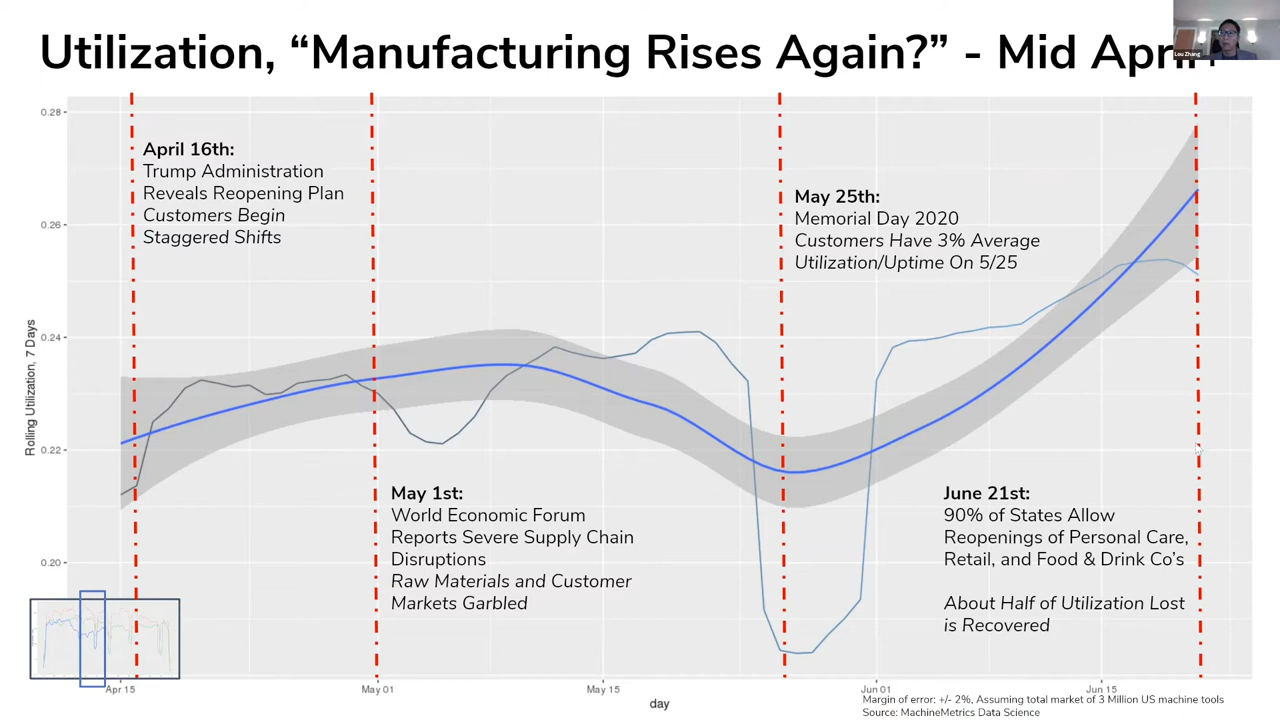 Utilization, “Manufacturing Rises Again?” - Mid April
Lou Zhang
0.28
0.26
0.24
0.22
0.20
Rolling Utilization, 7 Days
April 16th:
Trump Administration
Reveals Reopening Plan
Customers Begin
Staggered Shifts
May 25th:
Memorial Day 2020
Customers Have 3% Average
Utilization/Uptime On 5/25
May 1st:
World Economic Forum
Reports Severe Supply Chain
Disruptions
Raw Materials and Customer
Markets Garbled
June 21st:
90% of States Allow
Reopenings of Personal Care,
Retail, and Food & Drink Co’s
About Half of Utilization Lost
is Recovered
Apr 15
May 01
May 15
Jun 01
Jun 15
day
Margin of error: +/- 2%, Assuming total market of 3 Million US machine tools
Source: MachineMetrics Data Science